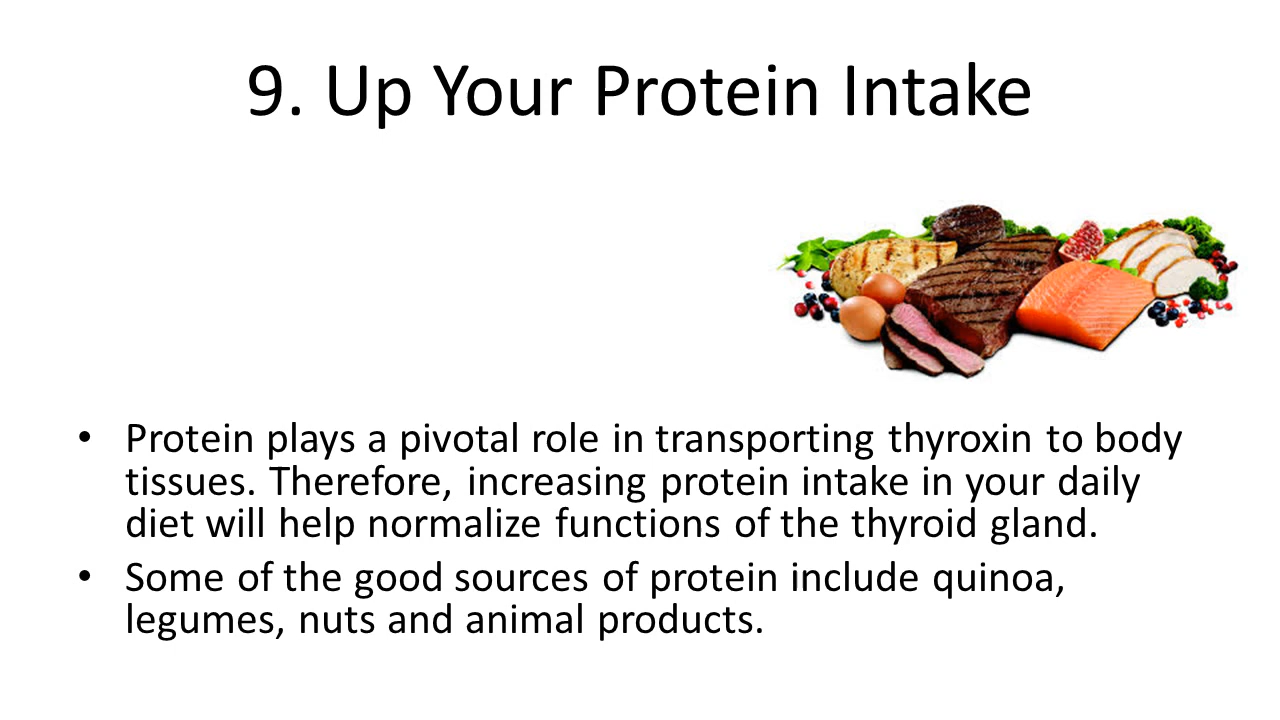 9. Up Your Protein Intake
• Protein plays a pivotal role in transporting thyroxin to body
tissues. Therefore, increasing protein intake in your daily
diet will help normalize functions of the thyroid gland.
• Some of the good sources of protein include quinoa,
legumes, nuts and animal products.